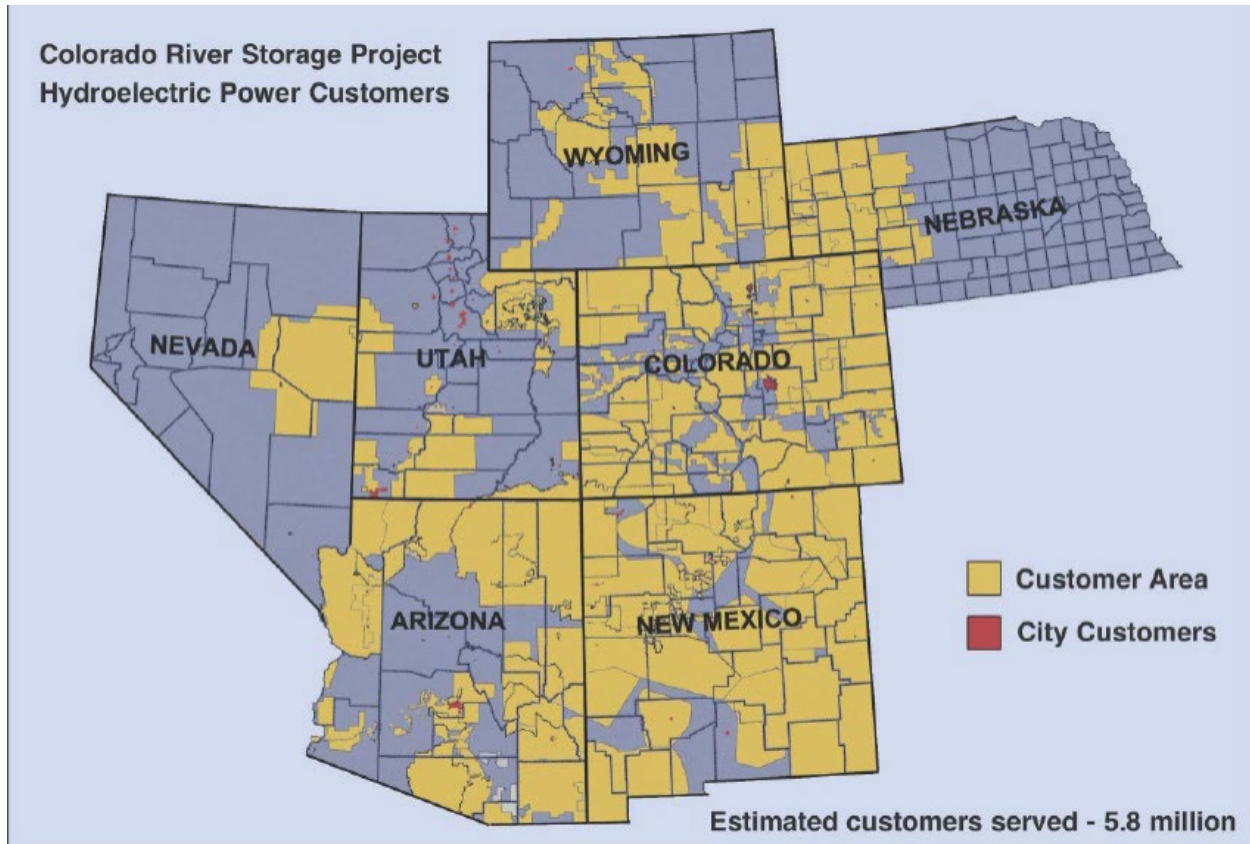 Colorado River Storage Project
Hydroelectric Power Customers
WYOMING
NEBRASKA
NEVADA
UTAH
COLORADO
ARIZONA
NEW MEXICO
Customer Area
City Customers
Estimated customers served - 5.8 million